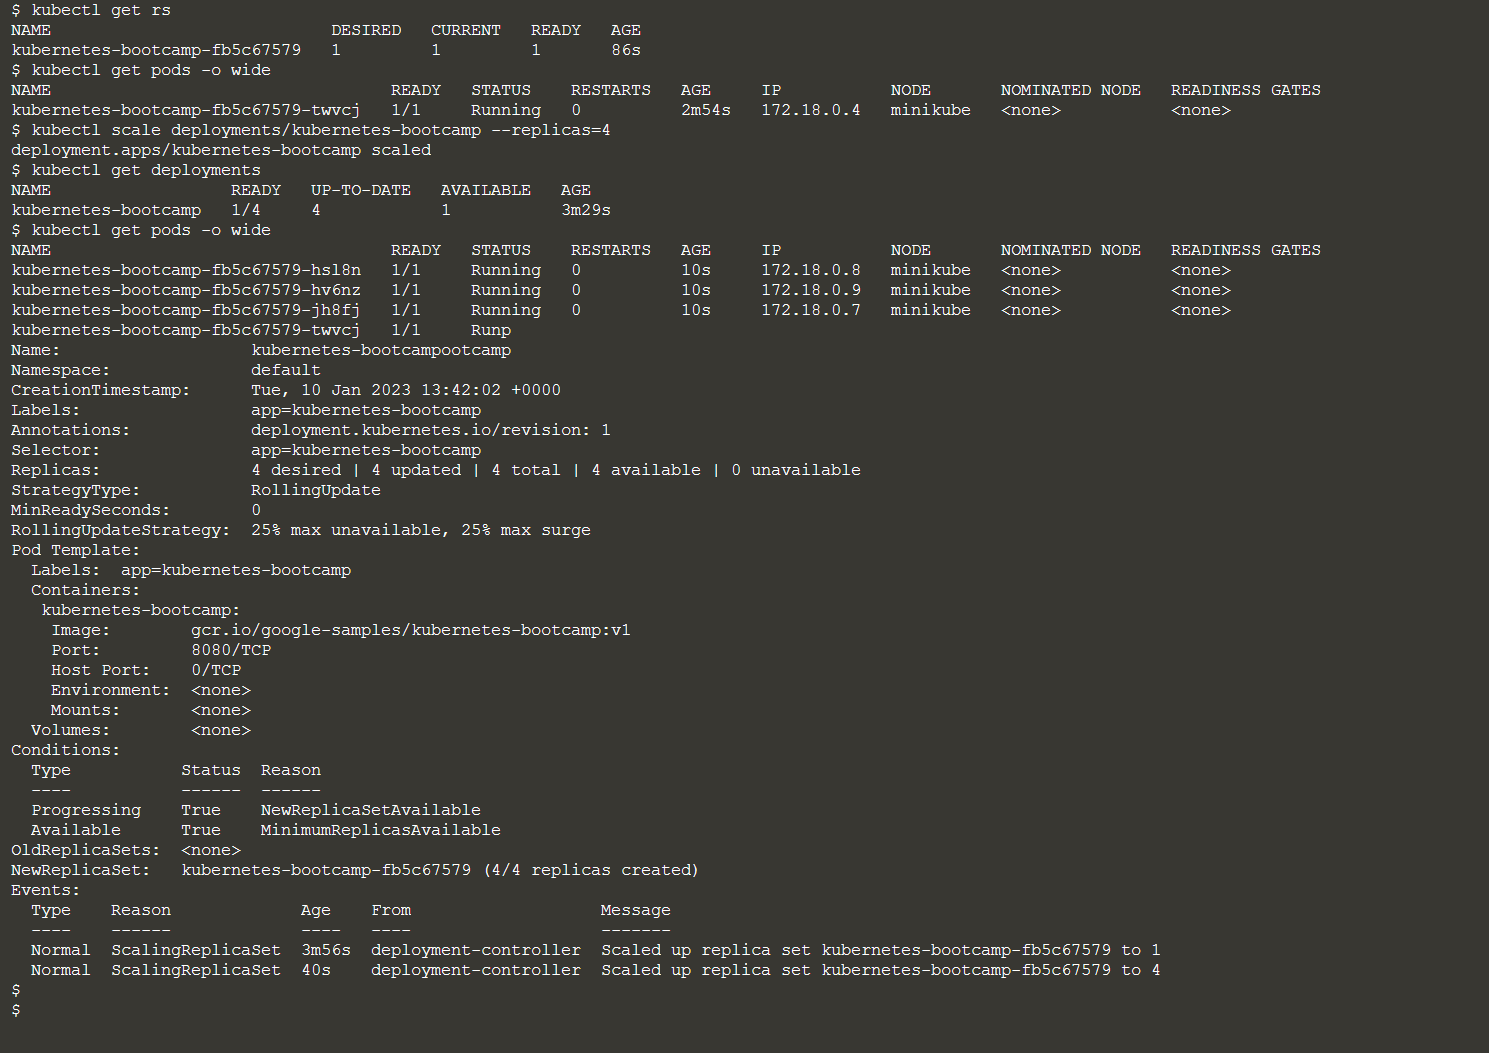 $ kubectl get rs
NAME                            DESIRED   CURRENT   READY   AGE
kubernetes-bootcamp-fb5c67579   1         1         1       86s
$ kubectl get pods -o wide
NAME                                  READY   STATUS    RESTARTS   AGE     IP           NODE       NOMINATED NODE   READINESS GATES
kubernetes-bootcamp-fb5c67579-twvcj   1/1     Running   0          2m54s   172.18.0.4   minikube   <none>           <none>
$ kubectl scale deployments/kubernetes-bootcamp --replicas=4
deployment.apps/kubernetes-bootcamp scaled
$ kubectl get deployments
NAME                  READY   UP-TO-DATE   AVAILABLE   AGE
kubernetes-bootcamp   1/4     4            1           3m29s
$ kubectl get pods -o wide
NAME                                  READY   STATUS    RESTARTS   AGE     IP           NODE       NOMINATED NODE   READINESS GATES
kubernetes-bootcamp-fb5c67579-hsl8n   1/1     Running   0          10s     172.18.0.8   minikube   <none>           <none>
kubernetes-bootcamp-fb5c67579-hv6nz   1/1     Running   0          10s     172.18.0.9   minikube   <none>           <none>
kubernetes-bootcamp-fb5c67579-jh8fj   1/1     Running   0          10s     172.18.0.7   minikube   <none>           <none>
kubernetes-bootcamp-fb5c67579-twvcj   1/1     Runp
Name:                   kubernetes-bootcampootcamp
Namespace:              default
CreationTimestamp:      Tue, 10 Jan 2023 13:42:02 +0000
Labels:                 app=kubernetes-bootcamp
Annotations:            deployment.kubernetes.io/revision: 1
Selector:               app=kubernetes-bootcamp
Replicas:               4 desired | 4 updated | 4 total | 4 available | 0 unavailable
StrategyType:           RollingUpdate
MinReadySeconds:        0
RollingUpdateStrategy:  25% max unavailable, 25% max surge
Pod Template:
  Labels:  app=kubernetes-bootcamp
  Containers:
   kubernetes-bootcamp:
    Image:        gcr.io/google-samples/kubernetes-bootcamp:v1
    Port:         8080/TCP
    Host Port:    0/TCP
    Environment:  <none>
    Mounts:       <none>
  Volumes:        <none>
Conditions:
  Type           Status  Reason
  ----           ------  ------
  Progressing    True    NewReplicaSetAvailable
  Available      True    MinimumReplicasAvailable
OldReplicaSets:  <none>
NewReplicaSet:   kubernetes-bootcamp-fb5c67579 (4/4 replicas created)
Events:
  Type    Reason             Age    From                   Message
  ----    ------             ----   ----                   -------
  Normal  ScalingReplicaSet  3m56s  deployment-controller  Scaled up replica set kubernetes-bootcamp-fb5c67579 to 1
  Normal  ScalingReplicaSet  40s    deployment-controller  Scaled up replica set kubernetes-bootcamp-fb5c67579 to 4
$
$